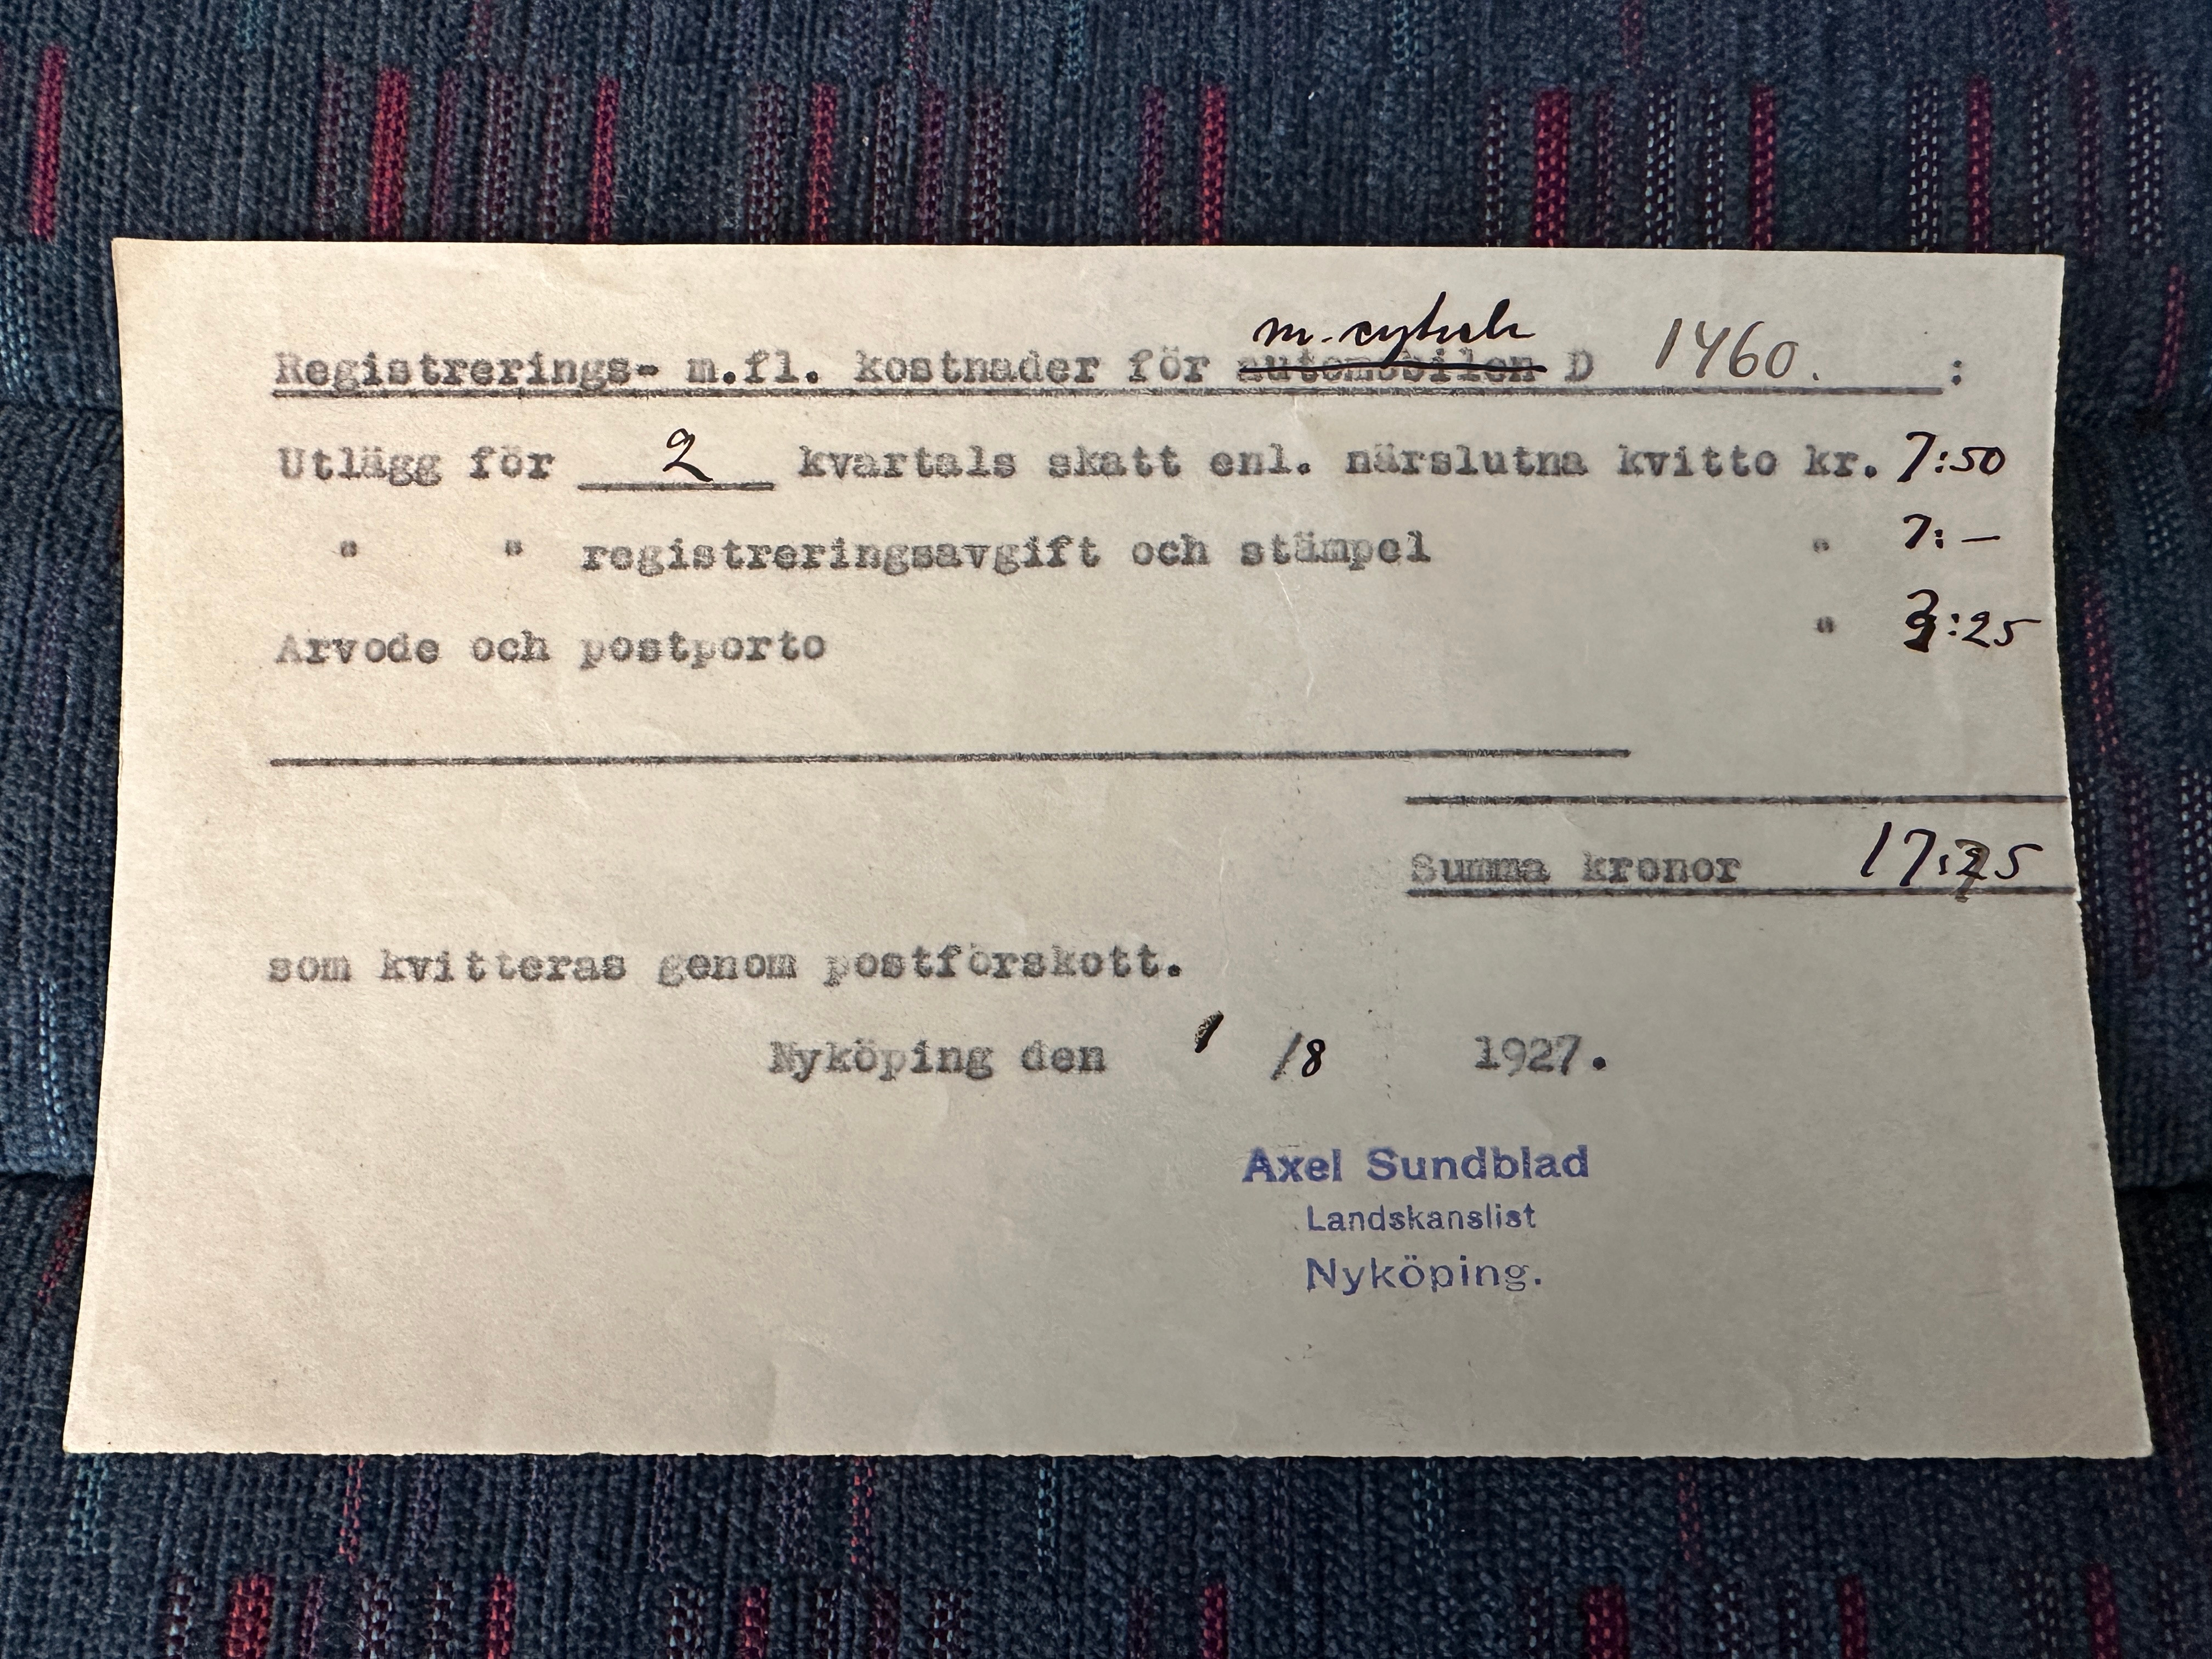 m.cykeln
Registrerings- m.fl. kostnader för automobilen D 1460. :
Utlägg för 2 kvartals skatt enl. närslutna kvitto kr. 7:50
" " registreringsavgift och stämpel " 7:—
Arvode och postporto " :25
Summa kronor 17:25
som kvitteras genom postförskott.
Nyköping den 1 /8 1927.
Axel Sundblad
Landskanslist
Nyköping.